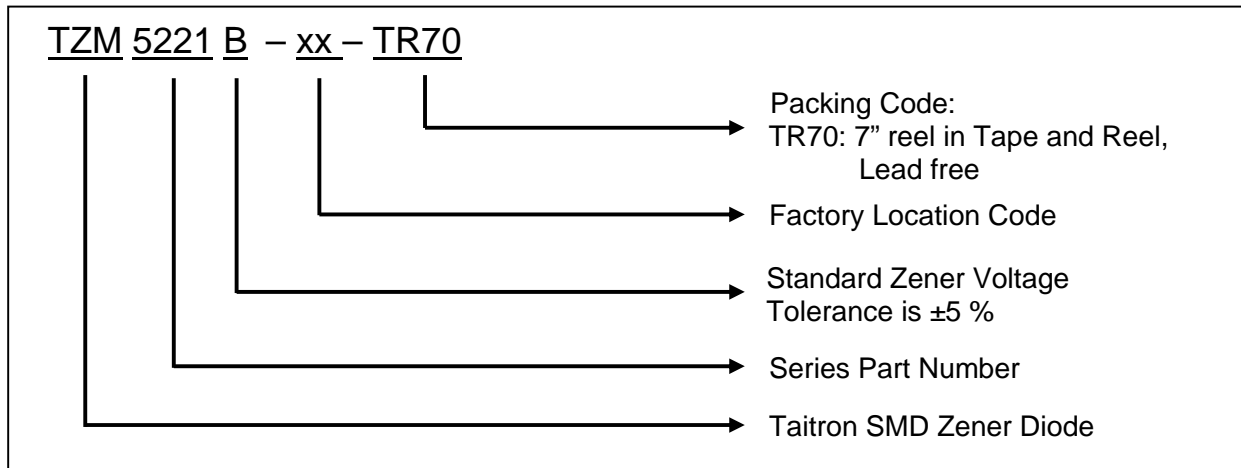 TZM 5221 B – xx – TR70
Packing Code:
TR70: 7” reel in Tape and Reel,
Lead free
Factory Location Code
Standard Zener Voltage
Tolerance is ±5 %
Series Part Number
Taitron SMD Zener Diode